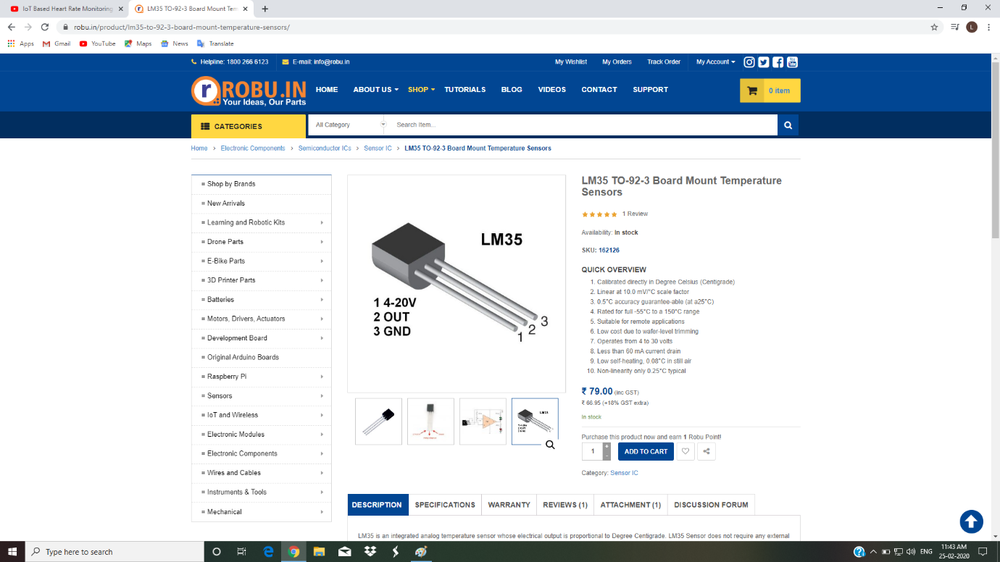 IoT Based Heart Rate Monitoring
LM35 TO-92-3 Board Mount Tem
robu.in/product/lm35-to-92-3-board-mount-temperature-sensors/
L
Apps Gmail YouTube Maps News Translate
Helpline: 1800 266 6123 E-mail: info@robu.in My Wishlist My Orders Track Order My Account
r ROBU.IN
Your Ideas, Our Parts
HOME ABOUT US SHOP TUTORIALS BLOG VIDEOS CONTACT SUPPORT
0 item
CATEGORIES All Category Search Item...
Home > Electronic Components > Semiconductor ICs > Sensor IC > LM35 TO-92-3 Board Mount Temperature Sensors
Shop by Brands
New Arrivals
Learning and Robotic Kits
Drone Parts
E-Bike Parts
3D Printer Parts
Batteries
Motors, Drivers, Actuators
Development Board
Original Arduino Boards
Raspberry Pi
Sensors
IoT and Wireless
Electronic Modules
Electronic Components
Wires and Cables
Instruments & Tools
Mechanical
LM35
1 4-20V
2 OUT
3 GND
1 2 3
LM35 TO-92-3 Board Mount Temperature
Sensors
1 Review
Availability: In stock
SKU: 162126
QUICK OVERVIEW
1. Calibrated directly in Degree Celsius (Centigrade)
2. Linear at 10.0 mV/°C scale factor
3. 0.5°C accuracy guarantee-able (at a25°C)
4. Rated for full -55°C to a 150°C range
5. Suitable for remote applications
6. Low cost due to wafer-level trimming
7. Operates from 4 to 30 volts
8. Less than 60 mA current drain
9. Low self-heating, 0.08°C in still air
10. Non-linearity only 0.25°C typical
₹ 79.00 (inc GST)
₹ 66.95 (+18% GST extra)
In stock
Purchase this product now and earn 1 Robu Point!
1 + - ADD TO CART
Category: Sensor IC
DESCRIPTION SPECIFICATIONS WARRANTY REVIEWS (1) ATTACHMENT (1) DISCUSSION FORUM
LM35 is an integrated analog temperature sensor whose electrical output is proportional to Degree Centigrade. LM35 Sensor does not require any external
Type here to search
ENG
11:43 AM
25-02-2020